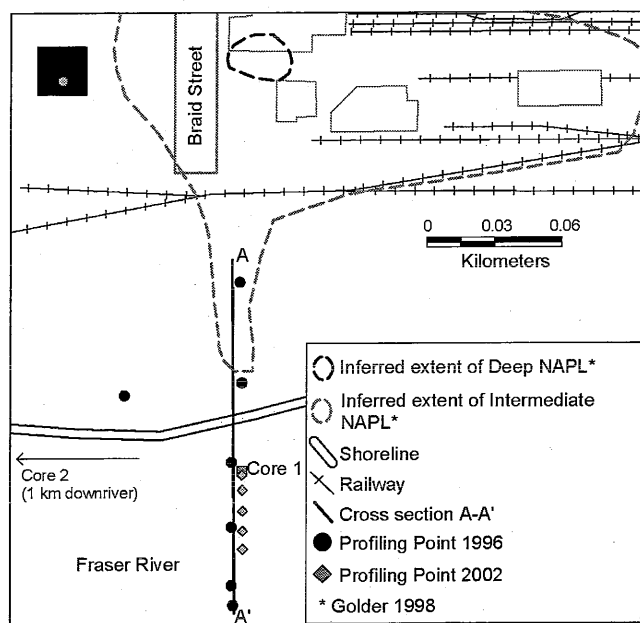 Braid Street
A
0
0.03
0.06
Kilometers
Core 1
Core 2
(1 km downriver)
Fraser River
A'
Inferred extent of Deep NAPL*
Inferred extent of Intermediate
NAPL*
Shoreline
Railway
Cross section A-A'
Profiling Point 1996
Profiling Point 2002
* Golder 1998